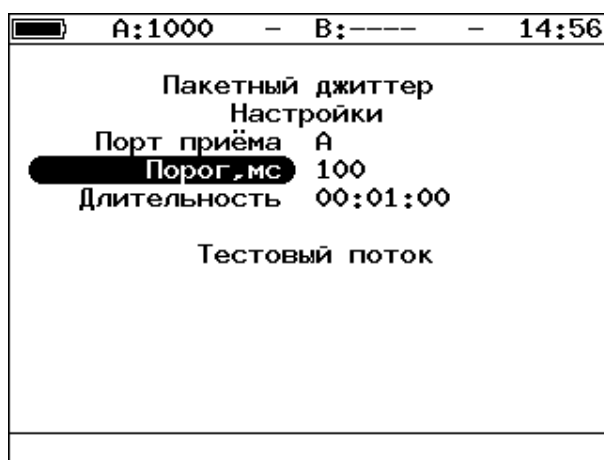 A:1000 – B:---- – 14:56
Пакетный джиттер
Настройки
Порт приёма A
Порог,мс 100
Длительность 00:01:00
Тестовый поток